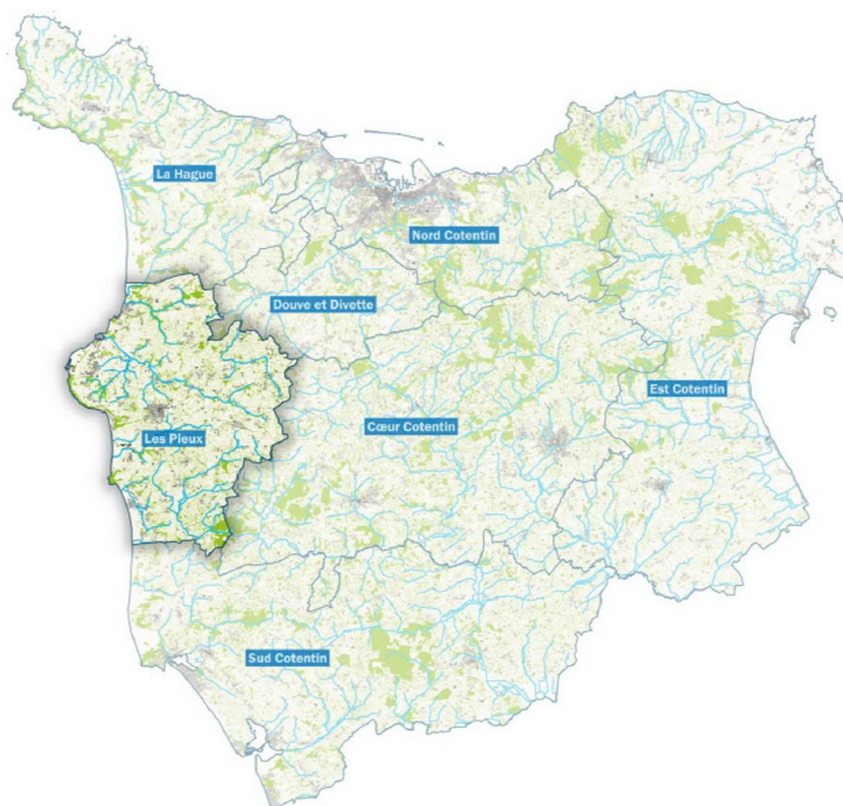 La Hague
Nord Cotentin
Douve et Divette
Est Cotentin
Cœur Cotentin
Les Pieux
Sud Cotentin